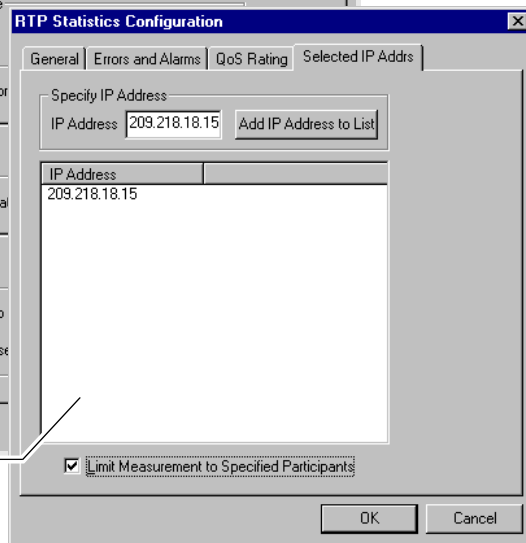 RTP Statistics Configuration
General Errors and Alarms QoS Rating Selected IP Addrs
Specify IP Address
IP Address 209.218.18.15 Add IP Address to List
IP Address
209.218.18.15
Limit Measurement to Specified Participants
OK Cancel